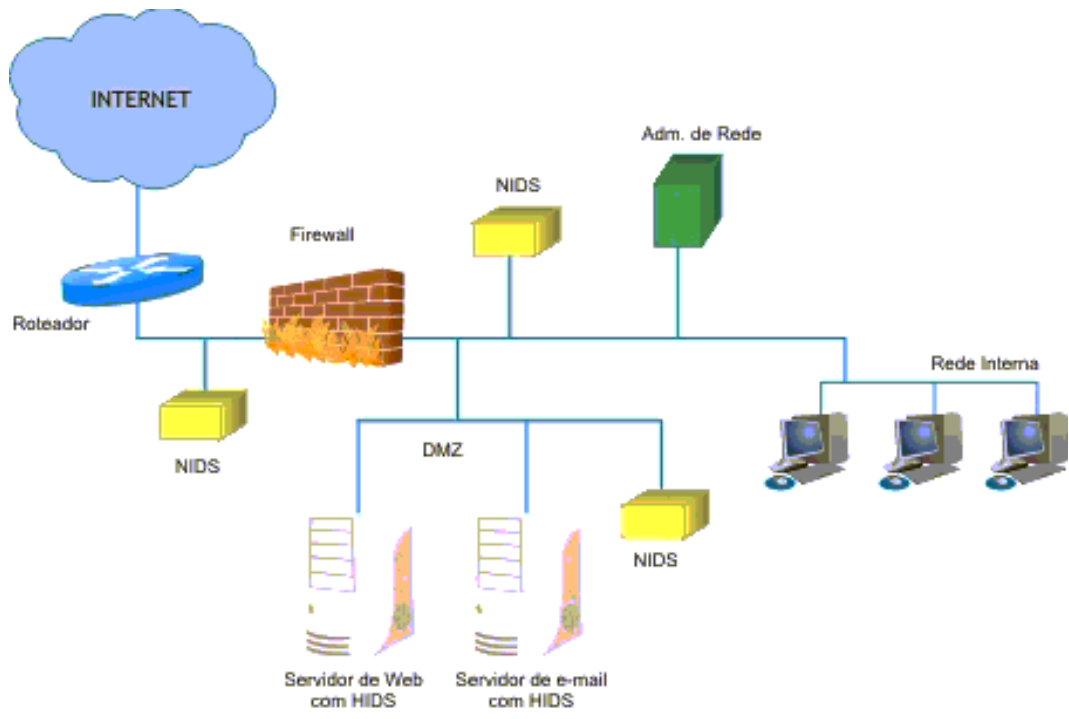 INTERNET
Adm. de Rede
NIDS
Firewall
Roteador
Rede Interna
DMZ
NIDS
NIDS
Servidor de Web
com HIDS
Servidor de e-mail
com HIDS